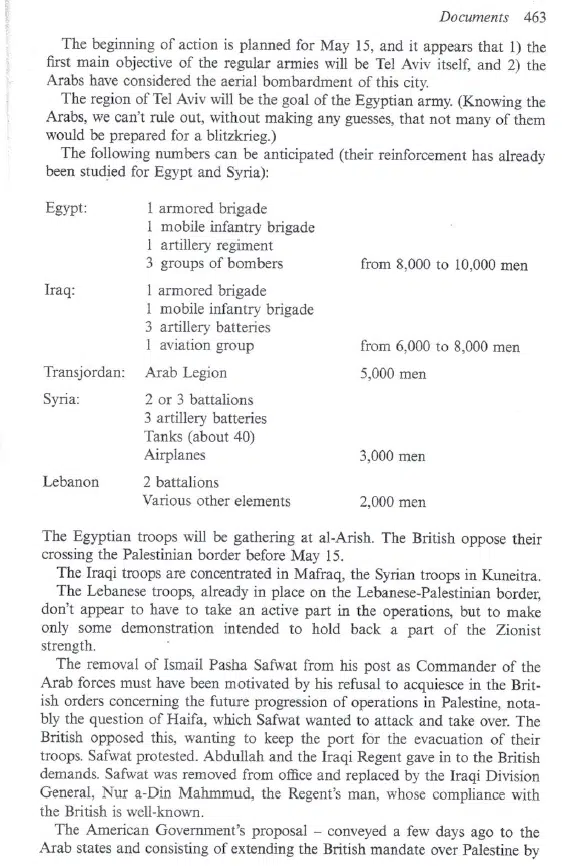 Documents 463
The beginning of action is planned for May 15, and it appears that 1) the
first main objective of the regular armies will be Tel Aviv itself, and 2) the
Arabs have considered the aerial bombardment of this city.
The region of Tel Aviv will be the goal of the Egyptian army. (Knowing the
Arabs, we can't rule out, without making any guesses, that not many of them
would be prepared for a blitzkrieg.)
The following numbers can be anticipated (their reinforcement has already
been studied for Egypt and Syria):
Egypt: 1 armored brigade
1 mobile infantry brigade
1 artillery regiment
3 groups of bombers from 8,000 to 10,000 men
Iraq: 1 armored brigade
1 mobile infantry brigade
3 artillery batteries
1 aviation group from 6,000 to 8,000 men
Transjordan: Arab Legion 5,000 men
Syria: 2 or 3 battalions
3 artillery batteries
Tanks (about 40)
Airplanes 3,000 men
Lebanon 2 battalions
Various other elements 2,000 men
The Egyptian troops will be gathering at al-Arish. The British oppose their
crossing the Palestinian border before May 15.
The Iraqi troops are concentrated in Mafraq, the Syrian troops in Kuneitra.
The Lebanese troops, already in place on the Lebanese-Palestinian border,
don't appear to have to take an active part in the operations, but to make
only some demonstration intended to hold back a part of the Zionist
strength.
The removal of Ismail Pasha Safwat from his post as Commander of the
Arab forces must have been motivated by his refusal to acquiesce in the Brit-
ish orders concerning the future progression of operations in Palestine, nota-
bly the question of Haifa, which Safwat wanted to attack and take over. The
British opposed this, wanting to keep the port for the evacuation of their
troops. Safwat protested. Abdullah and the Iraqi Regent gave in to the British
demands. Safwat was removed from office and replaced by the Iraqi Division
General, Nur a-Din Mahmmud, the Regent's man, whose compliance with
the British is well-known.
The American Government's proposal – conveyed a few days ago to the
Arab states and consisting of extending the British mandate over Palestine by